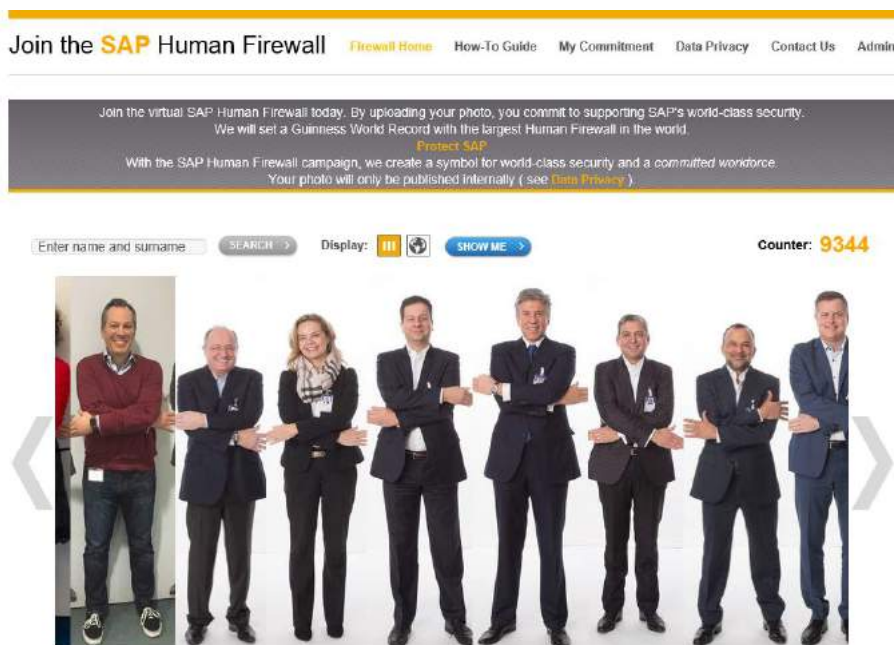 Join the SAP Human Firewall
Firewall Home How-To Guide My Commitment Data Privacy Contact Us Admin
Join the virtual SAP Human Firewall today. By uploading your photo, you commit to supporting SAP's world-class security.
We will set a Guinness World Record with the largest Human Firewall in the world.
Protect SAP
With the SAP Human Firewall campaign, we create a symbol for world-class security and a committed workforce.
Your photo will only be published internally ( see Data Privacy ).
Enter name and surname SEARCH > Display: SHOW ME > Counter: 9344